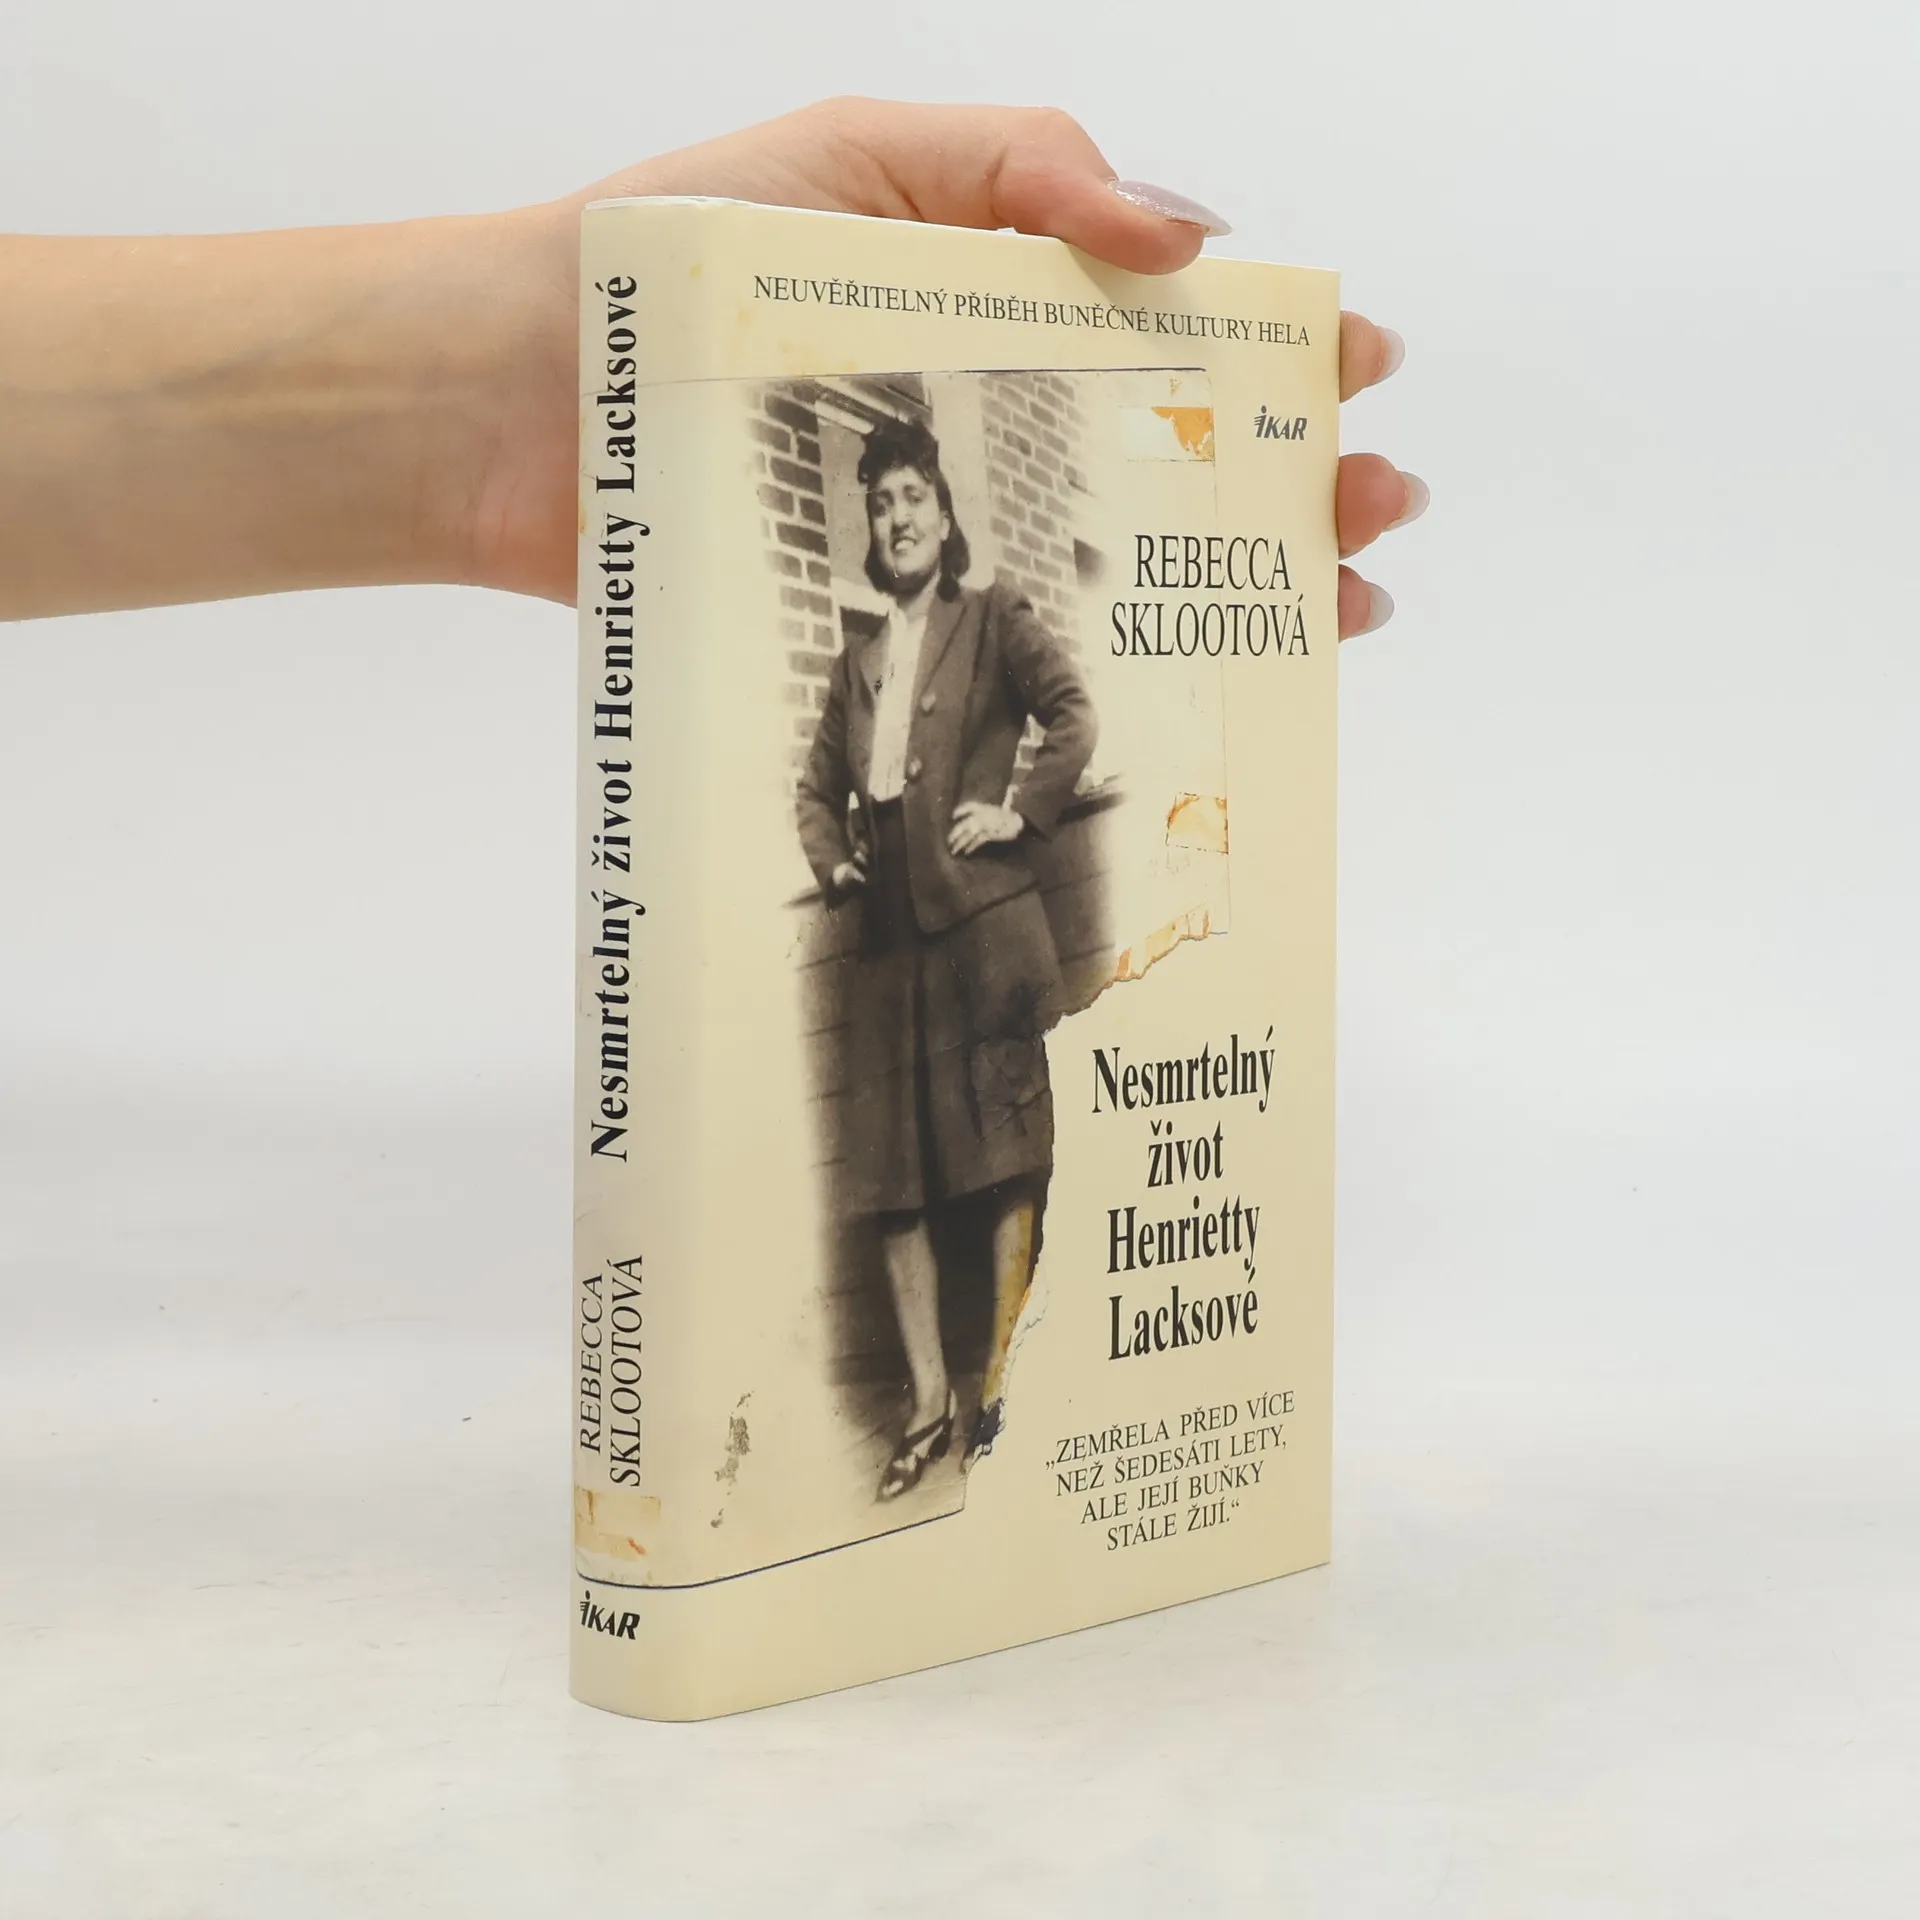 NEUVĚŘITELNÝ PŘÍBĚH BUNĚČNÉ KULTURY HELA
IKAR
REBECCA
SKLOOTOVÁ
Nesmrtelný
život
Henrietty
Lacksové
„ZEMŘELA PŘED VÍCE
NEŽ ŠEDESÁTI LETY,
ALE JEJÍ BUŇKY
STÁLE ŽIJÍ.“
REBECCA
SKLOOTOVÁ
Nesmrtelný život Henrietty Lacksové
IKAR